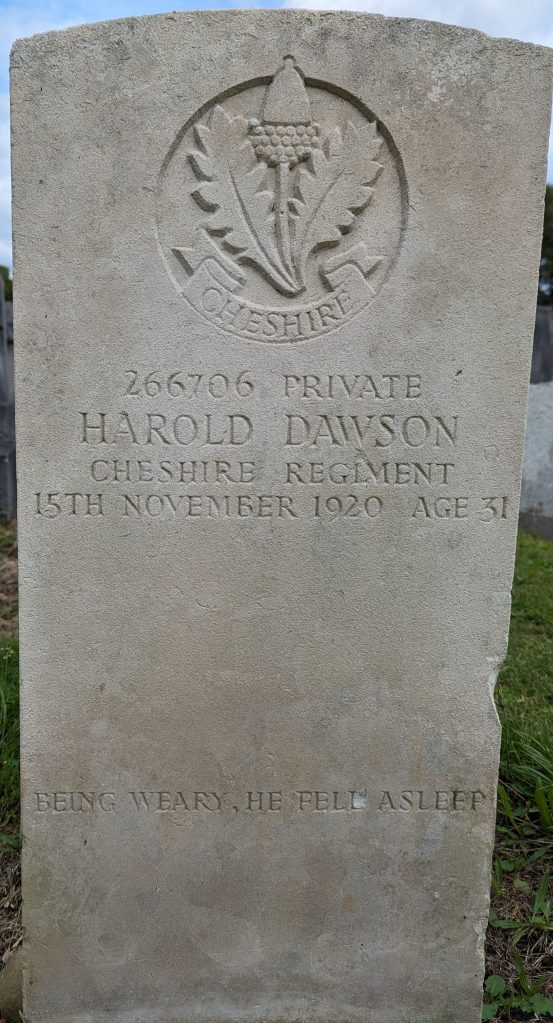 CHESHIRE
266706 PRIVATE
HAROLD DAWSON
CHESHIRE REGIMENT
15TH NOVEMBER 1920 AGE 31
BEING WEARY, HE FELL ASLEEP